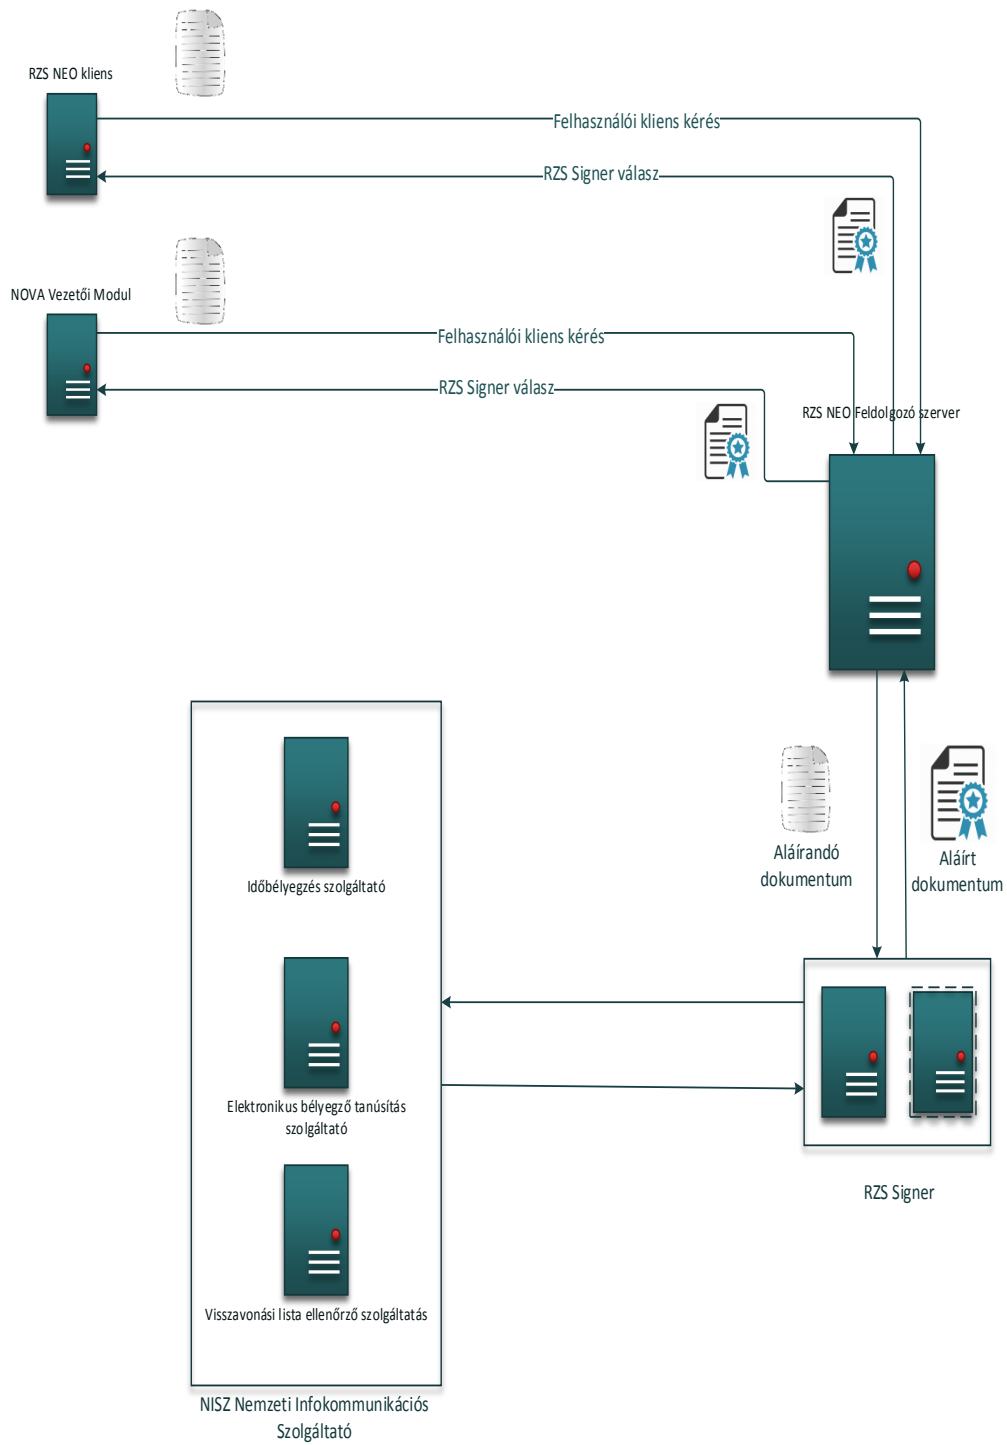 RZS NEO kliens
Felhasználói kliens kérés
RZS Signer válasz
NOVA Vezetői Modul
Felhasználói kliens kérés
RZS Signer válasz
RZS NEO Feldolgozó szerver
Aláírandó
dokumentum
Aláírt
dokumentum
Időbélyegzés szolgáltató
Elektronikus bélyegző tanúsítás
szolgáltató
RZS Signer
Visszavonási lista ellenőrző szolgáltatás
NISZ Nemzeti Infokommunikációs
Szolgáltató